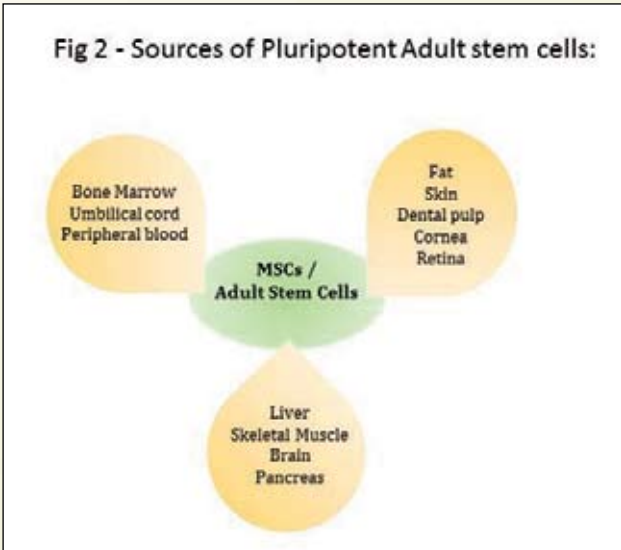 Fig 2 - Sources of Pluripotent Adult stem cells:
Bone Marrow
Umbilical cord
Peripheral blood
Fat
Skin
Dental pulp
Cornea
Retina
MSCs /
Adult Stem Cells
Liver
Skeletal Muscle
Brain
Pancreas